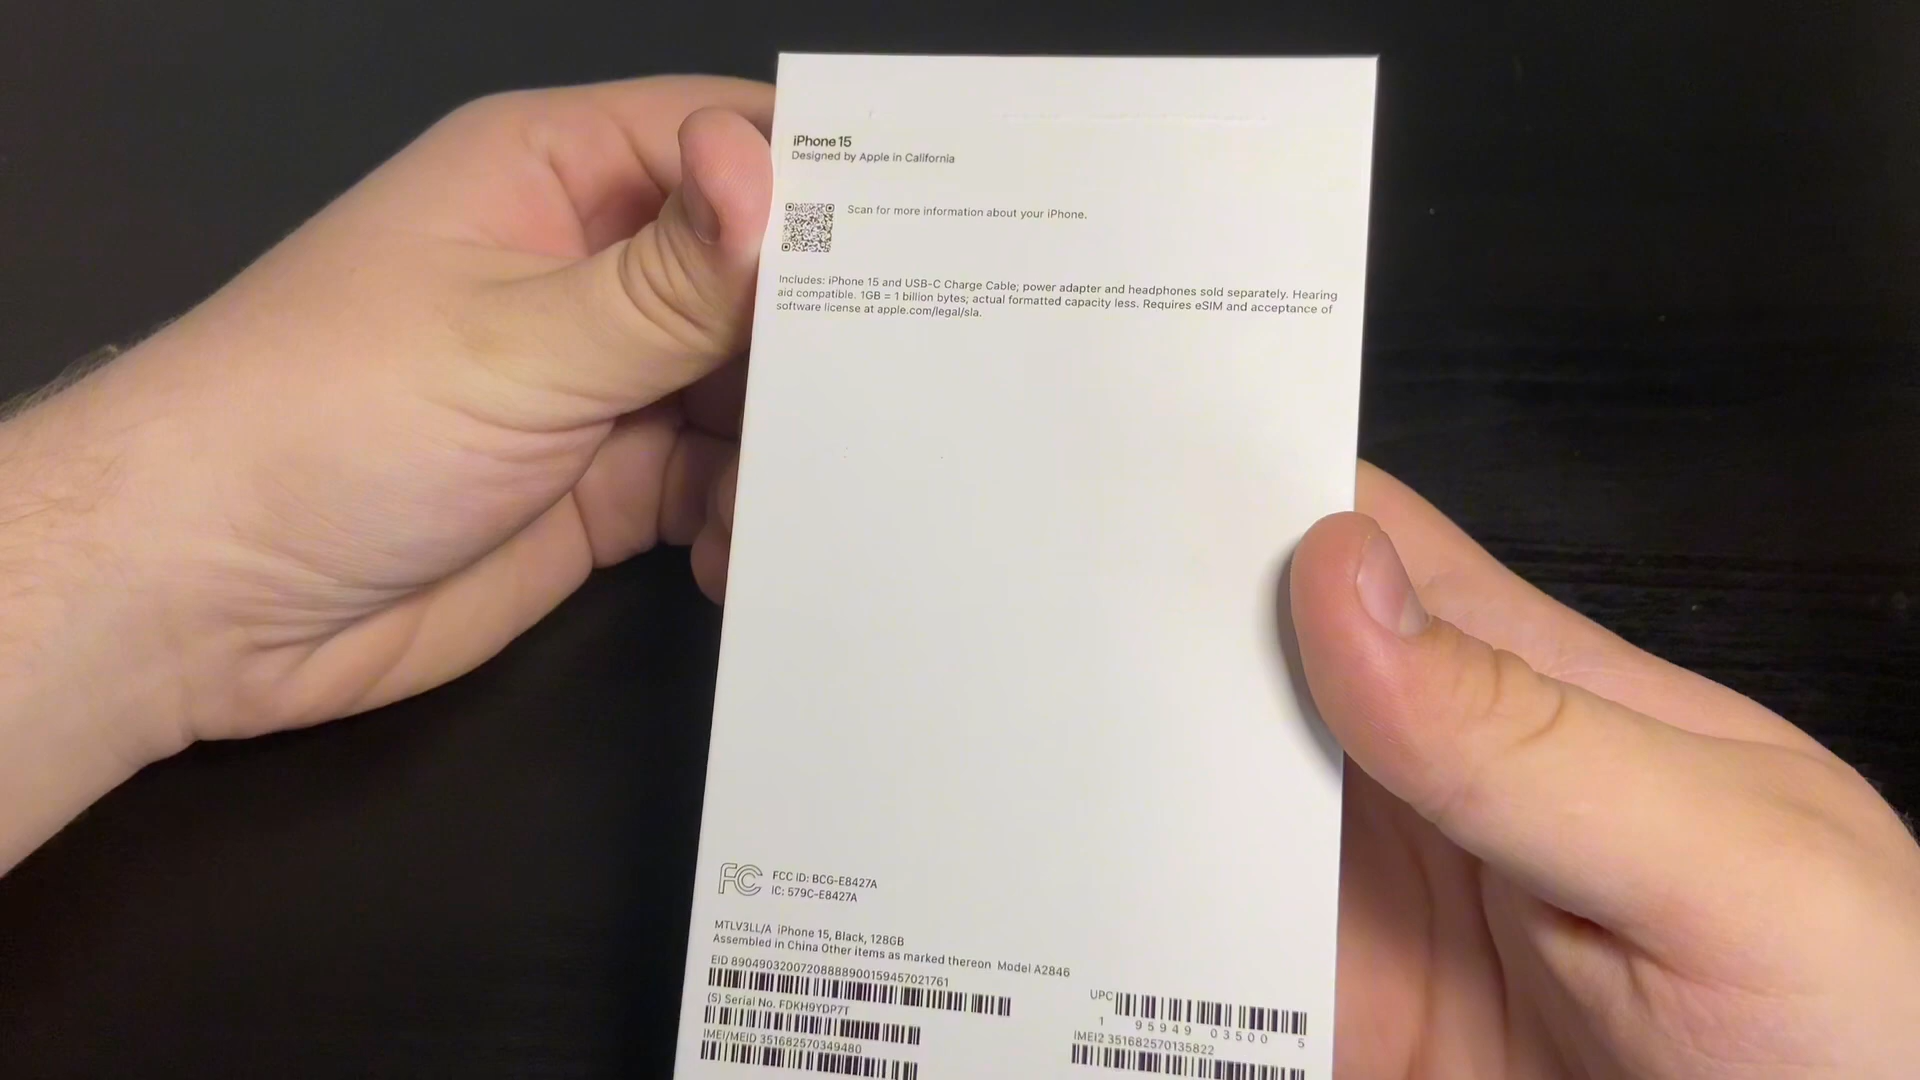 iPhone 15
Designed by Apple in California
Scan for more information about your iPhone.
Includes: iPhone 15 and USB-C Charge Cable; power adapter and headphones sold separately. Hearing
aid compatible. 1GB = 1 billion bytes; actual formatted capacity less. Requires eSIM and acceptance of
software license at apple.com/legal/sla.
FC
FCC ID: BCG-E8427A
IC: 579C-E8427A
MTLV3LL/A iPhone 15, Black, 128GB
Assembled in China Other items as marked thereon Model A2846
EID 89049032007208888900159457021761
(S) Serial No. FDKH9YDP7T
IMEI/MEID 351682570349480
UPC
1 95949 03500 5
IMEI2 351682570135822